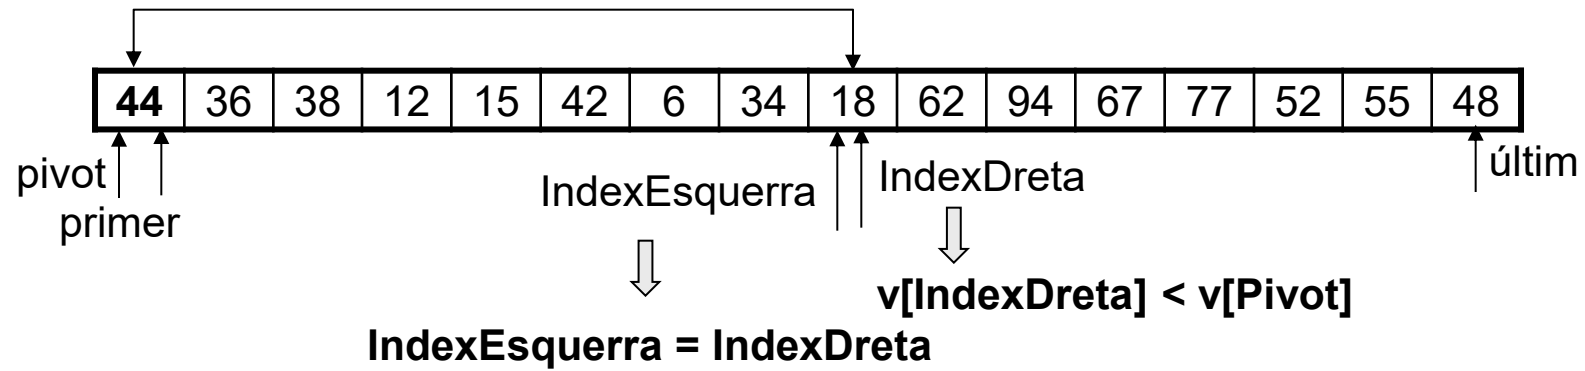 44 36 38 12 15 42 6 34 18 62 94 67 77 52 55 48
pivot
primer
IndexEsquerra
IndexDreta
últim
v[IndexDreta] < v[Pivot]
IndexEsquerra = IndexDreta